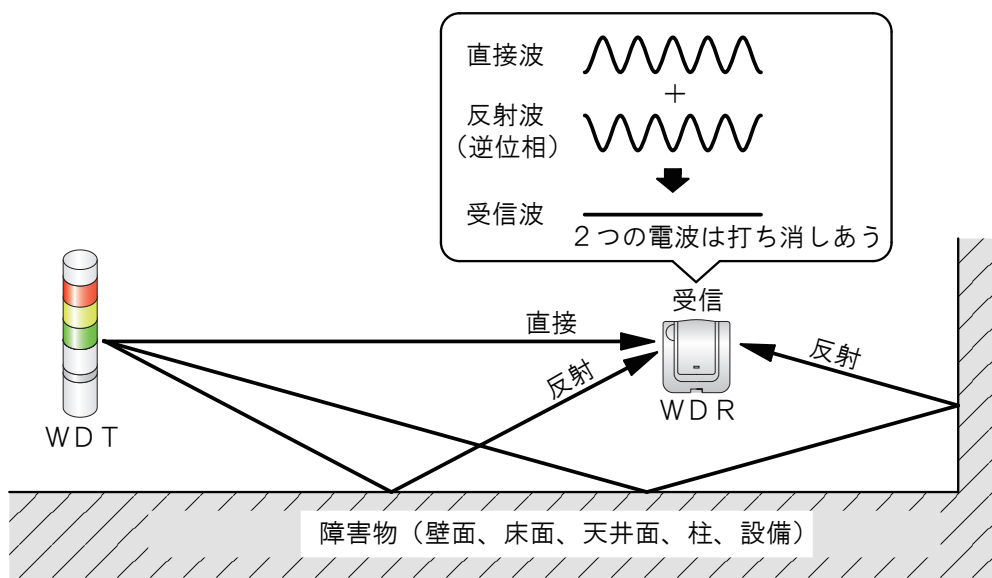 直接波
+
反射波
(逆位相)
受信波
2つの電波は打ち消しあう
受信
直接
反射
反射
WDT
WDR
障害物(壁面、床面、天井面、柱、設備)